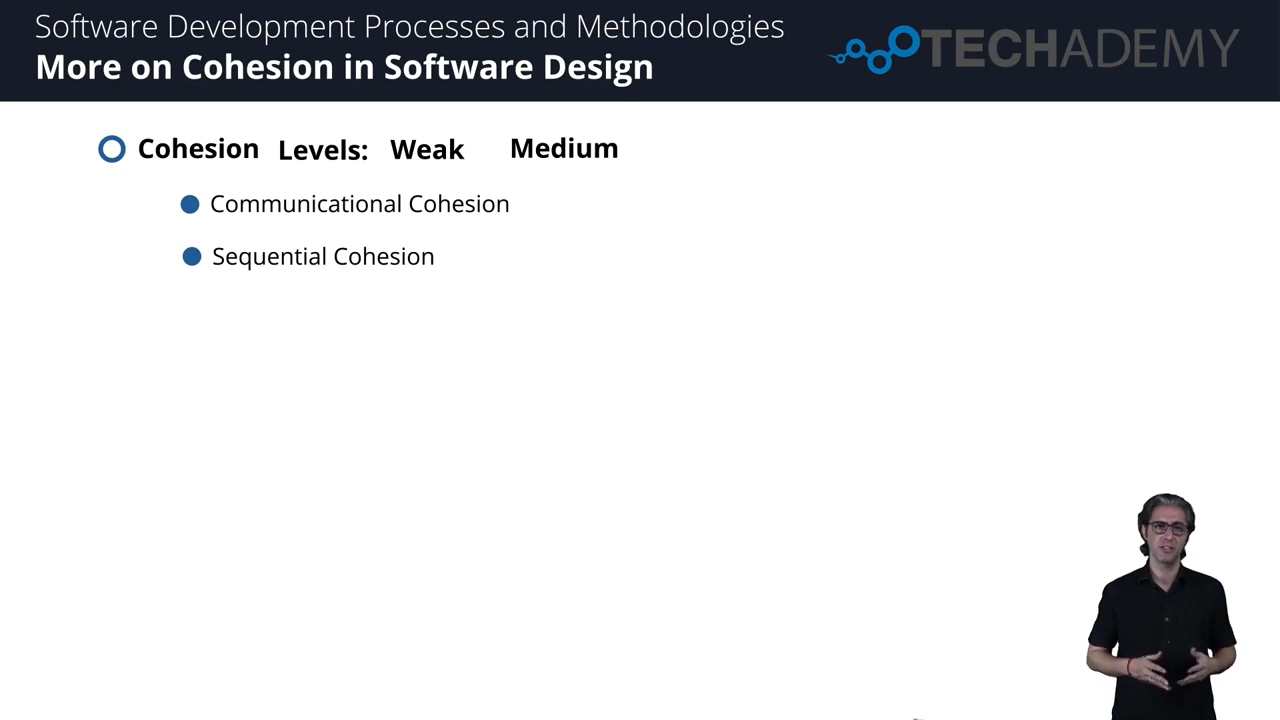 Software Development Processes and Methodologies
More on Cohesion in Software Design
TECHADEMY
Cohesion Levels: Weak Medium
Communicational Cohesion
Sequential Cohesion